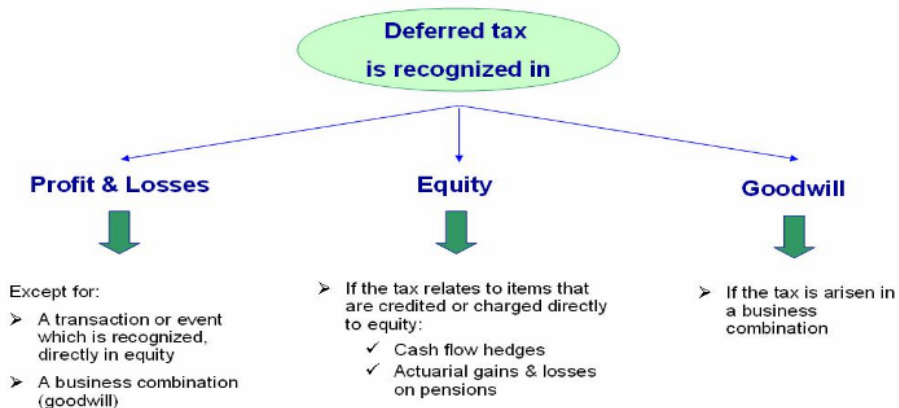 Deferred tax
is recognized in
Profit & Losses
Equity
Goodwill
Except for:
➤ A transaction or event
which is recognized,
directly in equity
➤ A business combination
(goodwill)
➤ If the tax relates to items that
are credited or charged directly
to equity:
✓ Cash flow hedges
✓ Actuarial gains & losses
on pensions
➤ If the tax is arisen in
a business
combination